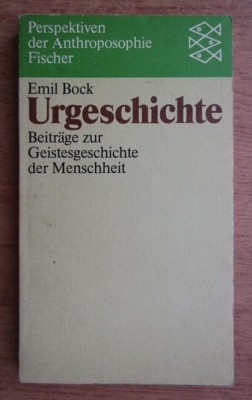 Perspektiven
der Anthroposophie
Fischer
Emil Bock
Urgeschichte
Beiträge zur
Geistesgeschichte
der Menschheit